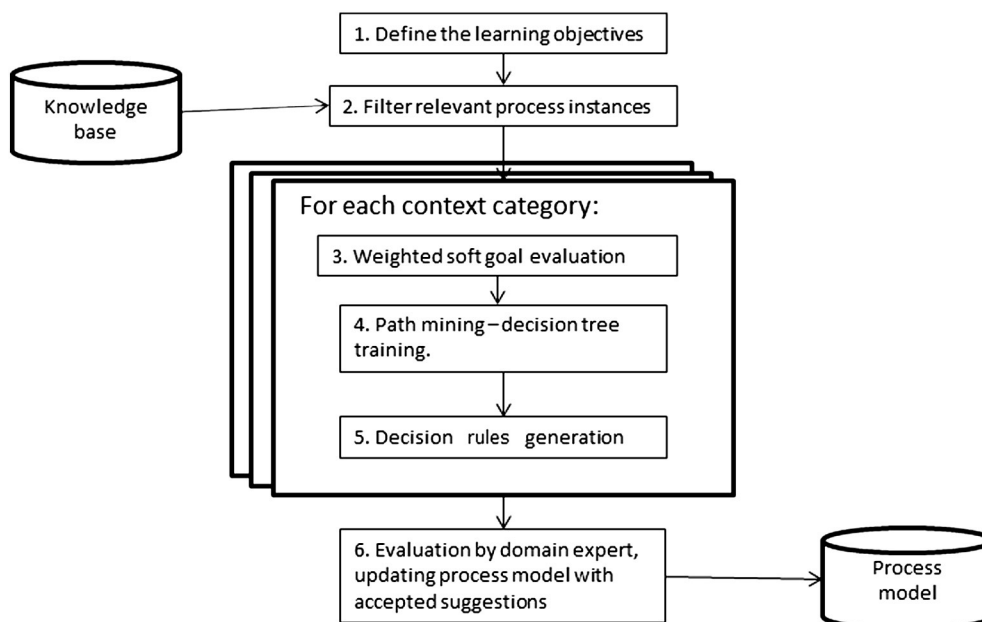 1. Define the learning objectives
Knowledge
base
2. Filter relevant process instances
For each context category:
3. Weighted soft goal evaluation
4. Path mining – decision tree
training.
5. Decision rules generation
6. Evaluation by domain expert,
updating process model with
accepted suggestions
Process
model